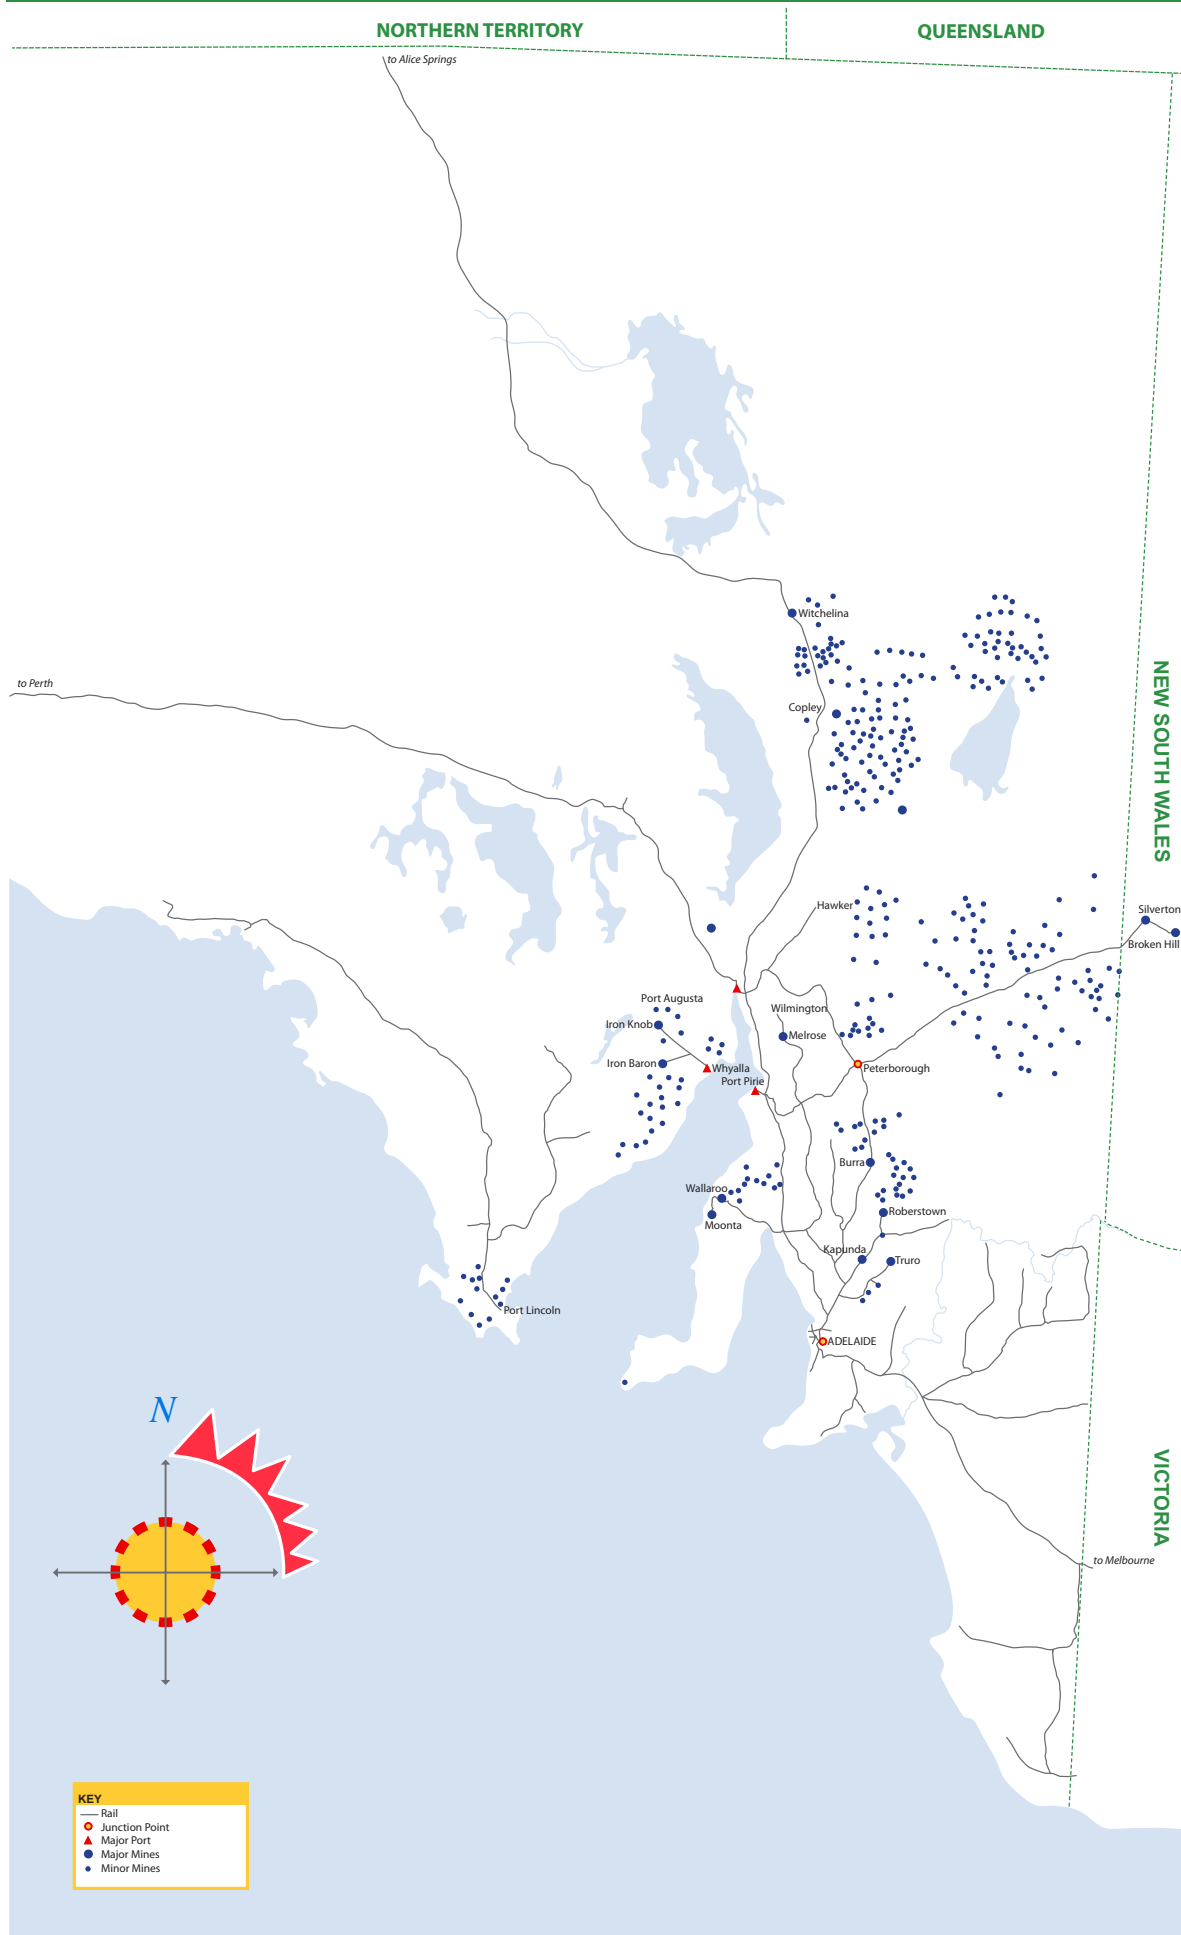 NORTHERN TERRITORY
QUEENSLAND
to Alice Springs
Witchelina
to Perth
Copley
NEW SOUTH WALES
Hawker
Silverton
Broken Hill
Port Augusta
Wilmington
Iron Knob
Melrose
Iron Baron
Whyalla
Peterborough
Port Pirie
Burra
Wallaroo
Moonta
Roberstown
Kapunda
Truro
Port Lincoln
ADELAIDE
N
VICTORIA
to Melbourne
KEY
Rail
Junction Point
Major Port
Major Mines
Minor Mines